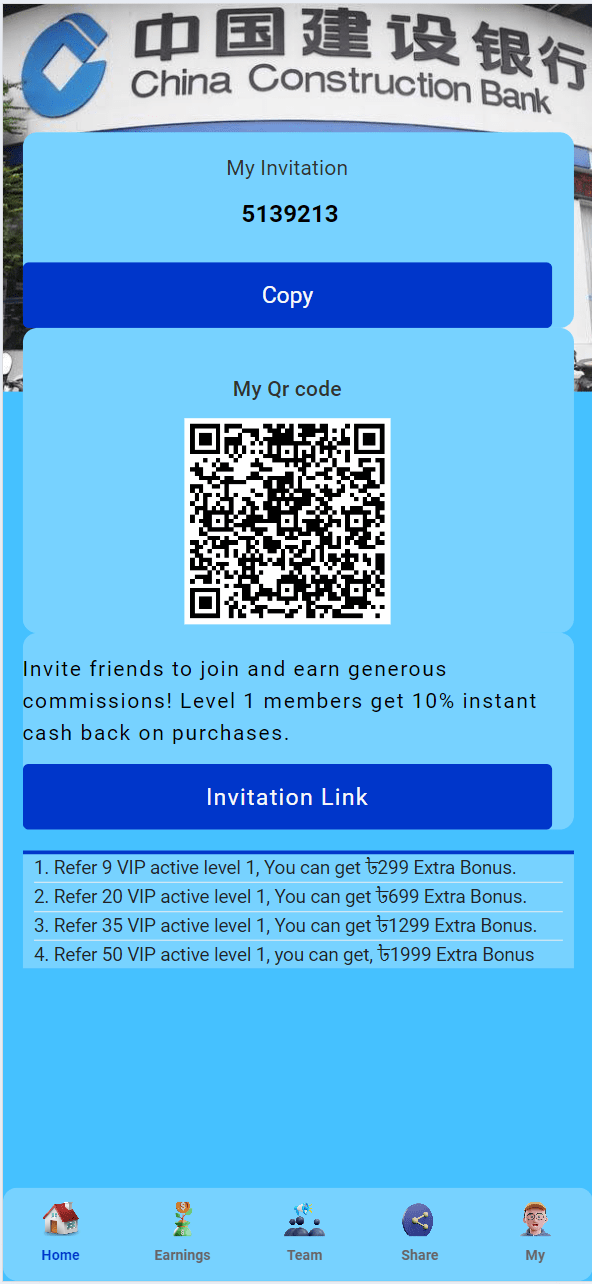 中国建设银行
China Construction Bank
My Invitation
5139213
Copy
My Qr code
Invite friends to join and earn generous
commissions! Level 1 members get 10% instant
cash back on purchases.
Invitation Link
1. Refer 9 VIP active level 1, You can get ৳299 Extra Bonus.
2. Refer 20 VIP active level 1, You can get ৳699 Extra Bonus.
3. Refer 35 VIP active level 1, You can get ৳1299 Extra Bonus.
4. Refer 50 VIP active level 1, you can get, ৳1999 Extra Bonus
Home Earnings Team Share My